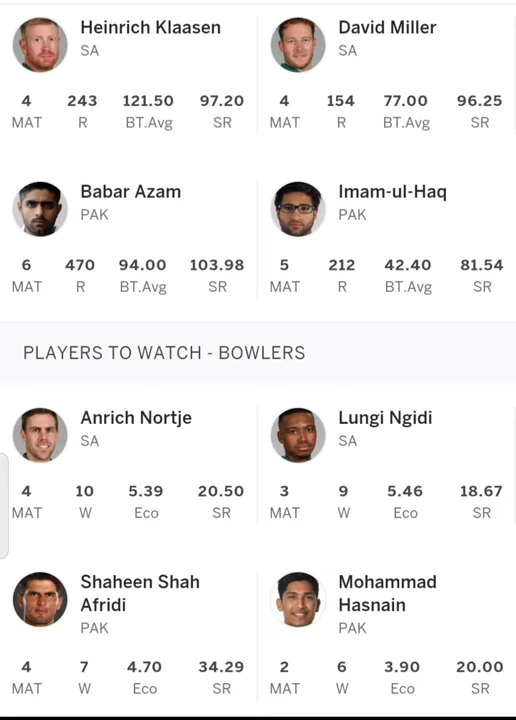 Heinrich Klaasen
SA
4 243 121.50 97.20
MAT R BT.Avg SR
David Miller
SA
4 154 77.00 96.25
MAT R BT.Avg SR
Babar Azam
PAK
6 470 94.00 103.98
MAT R BT.Avg SR
Imam-ul-Haq
PAK
5 212 42.40 81.54
MAT R BT.Avg SR
PLAYERS TO WATCH - BOWLERS
Anrich Nortje
SA
4 10 5.39 20.50
MAT W Eco SR
Lungi Ngidi
SA
3 9 5.46 18.67
MAT W Eco SR
Shaheen Shah
Afridi
PAK
4 7 4.70 34.29
MAT W Eco SR
Mohammad
Hasnain
PAK
2 6 3.90 20.00
MAT W Eco SR